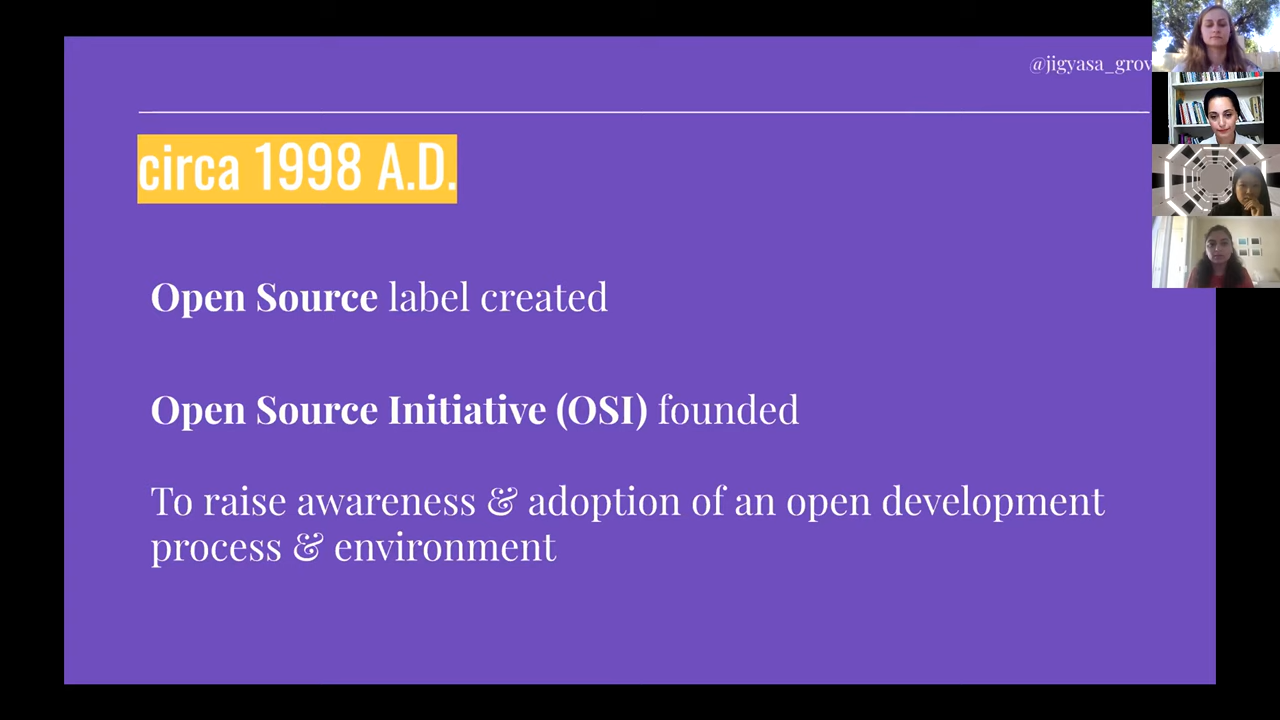 @jigyasa_grov
circa 1998 A.D.
Open Source label created
Open Source Initiative (OSI) founded
To raise awareness & adoption of an open development
process & environment